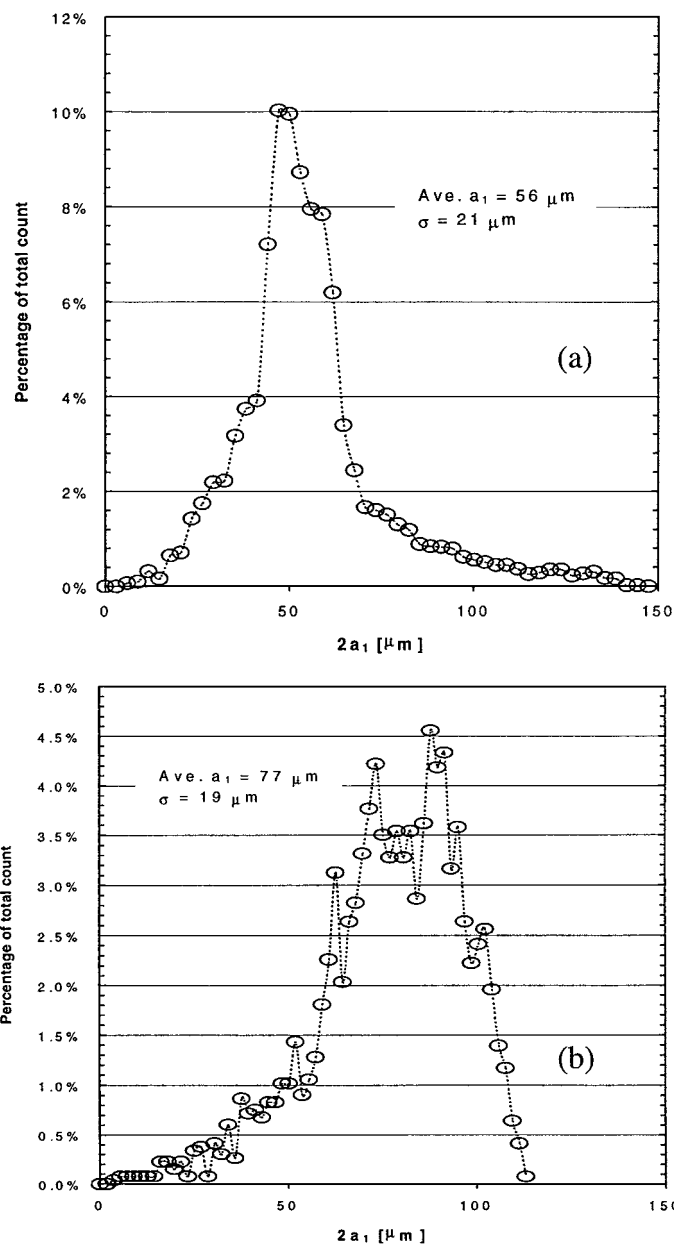 12%
10%
8%
6%
4%
2%
0%
Percentage of total count
Ave. a₁ = 56 μm
σ = 21 μm
(a)
0 50 100 150
2a₁ [μm]
5.0%
4.5%
4.0%
3.5%
3.0%
2.5%
2.0%
1.5%
1.0%
0.5%
0.0%
Percentage of total count
Ave. a₁ = 77 μm
σ = 19 μm
(b)
0 50 100 150
2a₁ [μm]